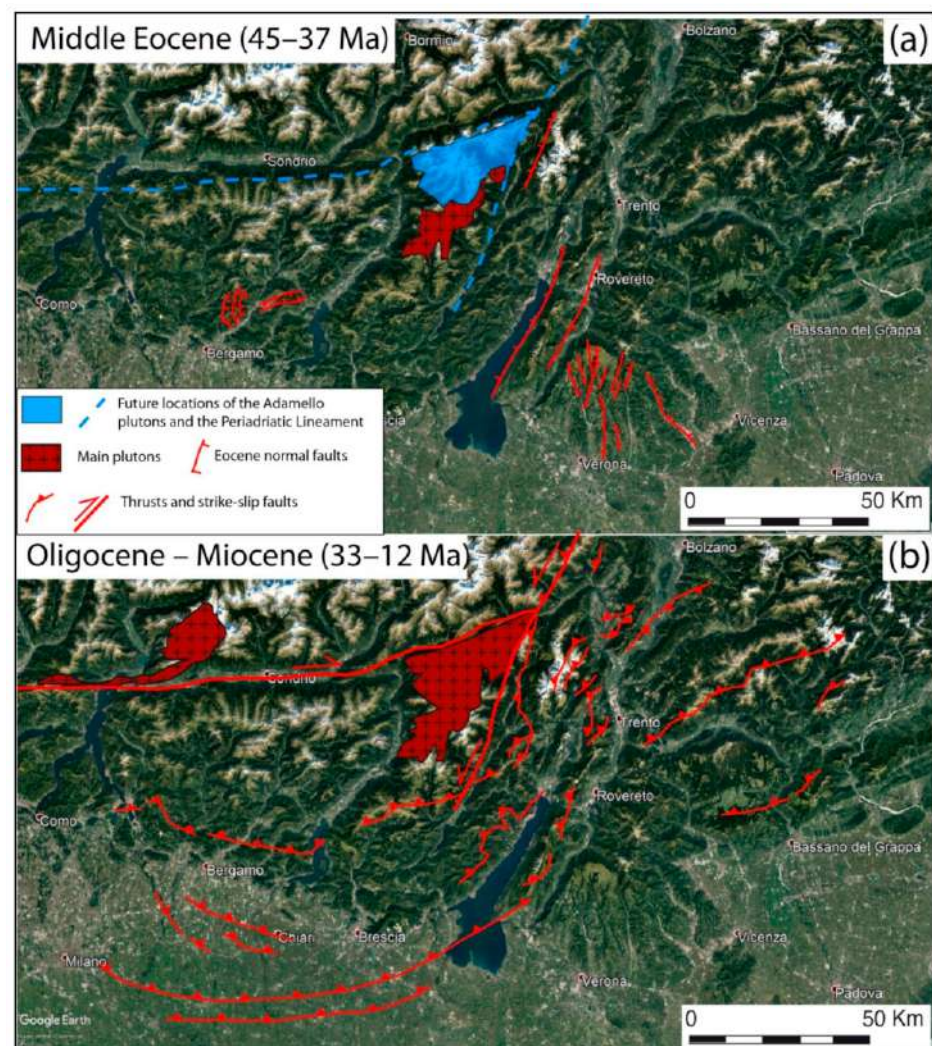 Middle Eocene (45–37 Ma)
(a)
Bormio
Bolzano
Sondrio
Trento
Rovereto
Como
Bergamo
Bassano del Grappa
Vicenza
Verona
Padova
cia
Future locations of the Adamello
plutons and the Periadriatic Lineament
Main plutons
Eocene normal faults
Thrusts and strike-slip faults
0 50 Km
Oligocene – Miocene (33–12 Ma)
(b)
Bolzano
Sondrio
Trento
Rovereto
Como
Bergamo
Bassano del Grappa
Chiari
Brescia
Vicenza
Milano
Verona
Padova
Google Earth
0 50 Km